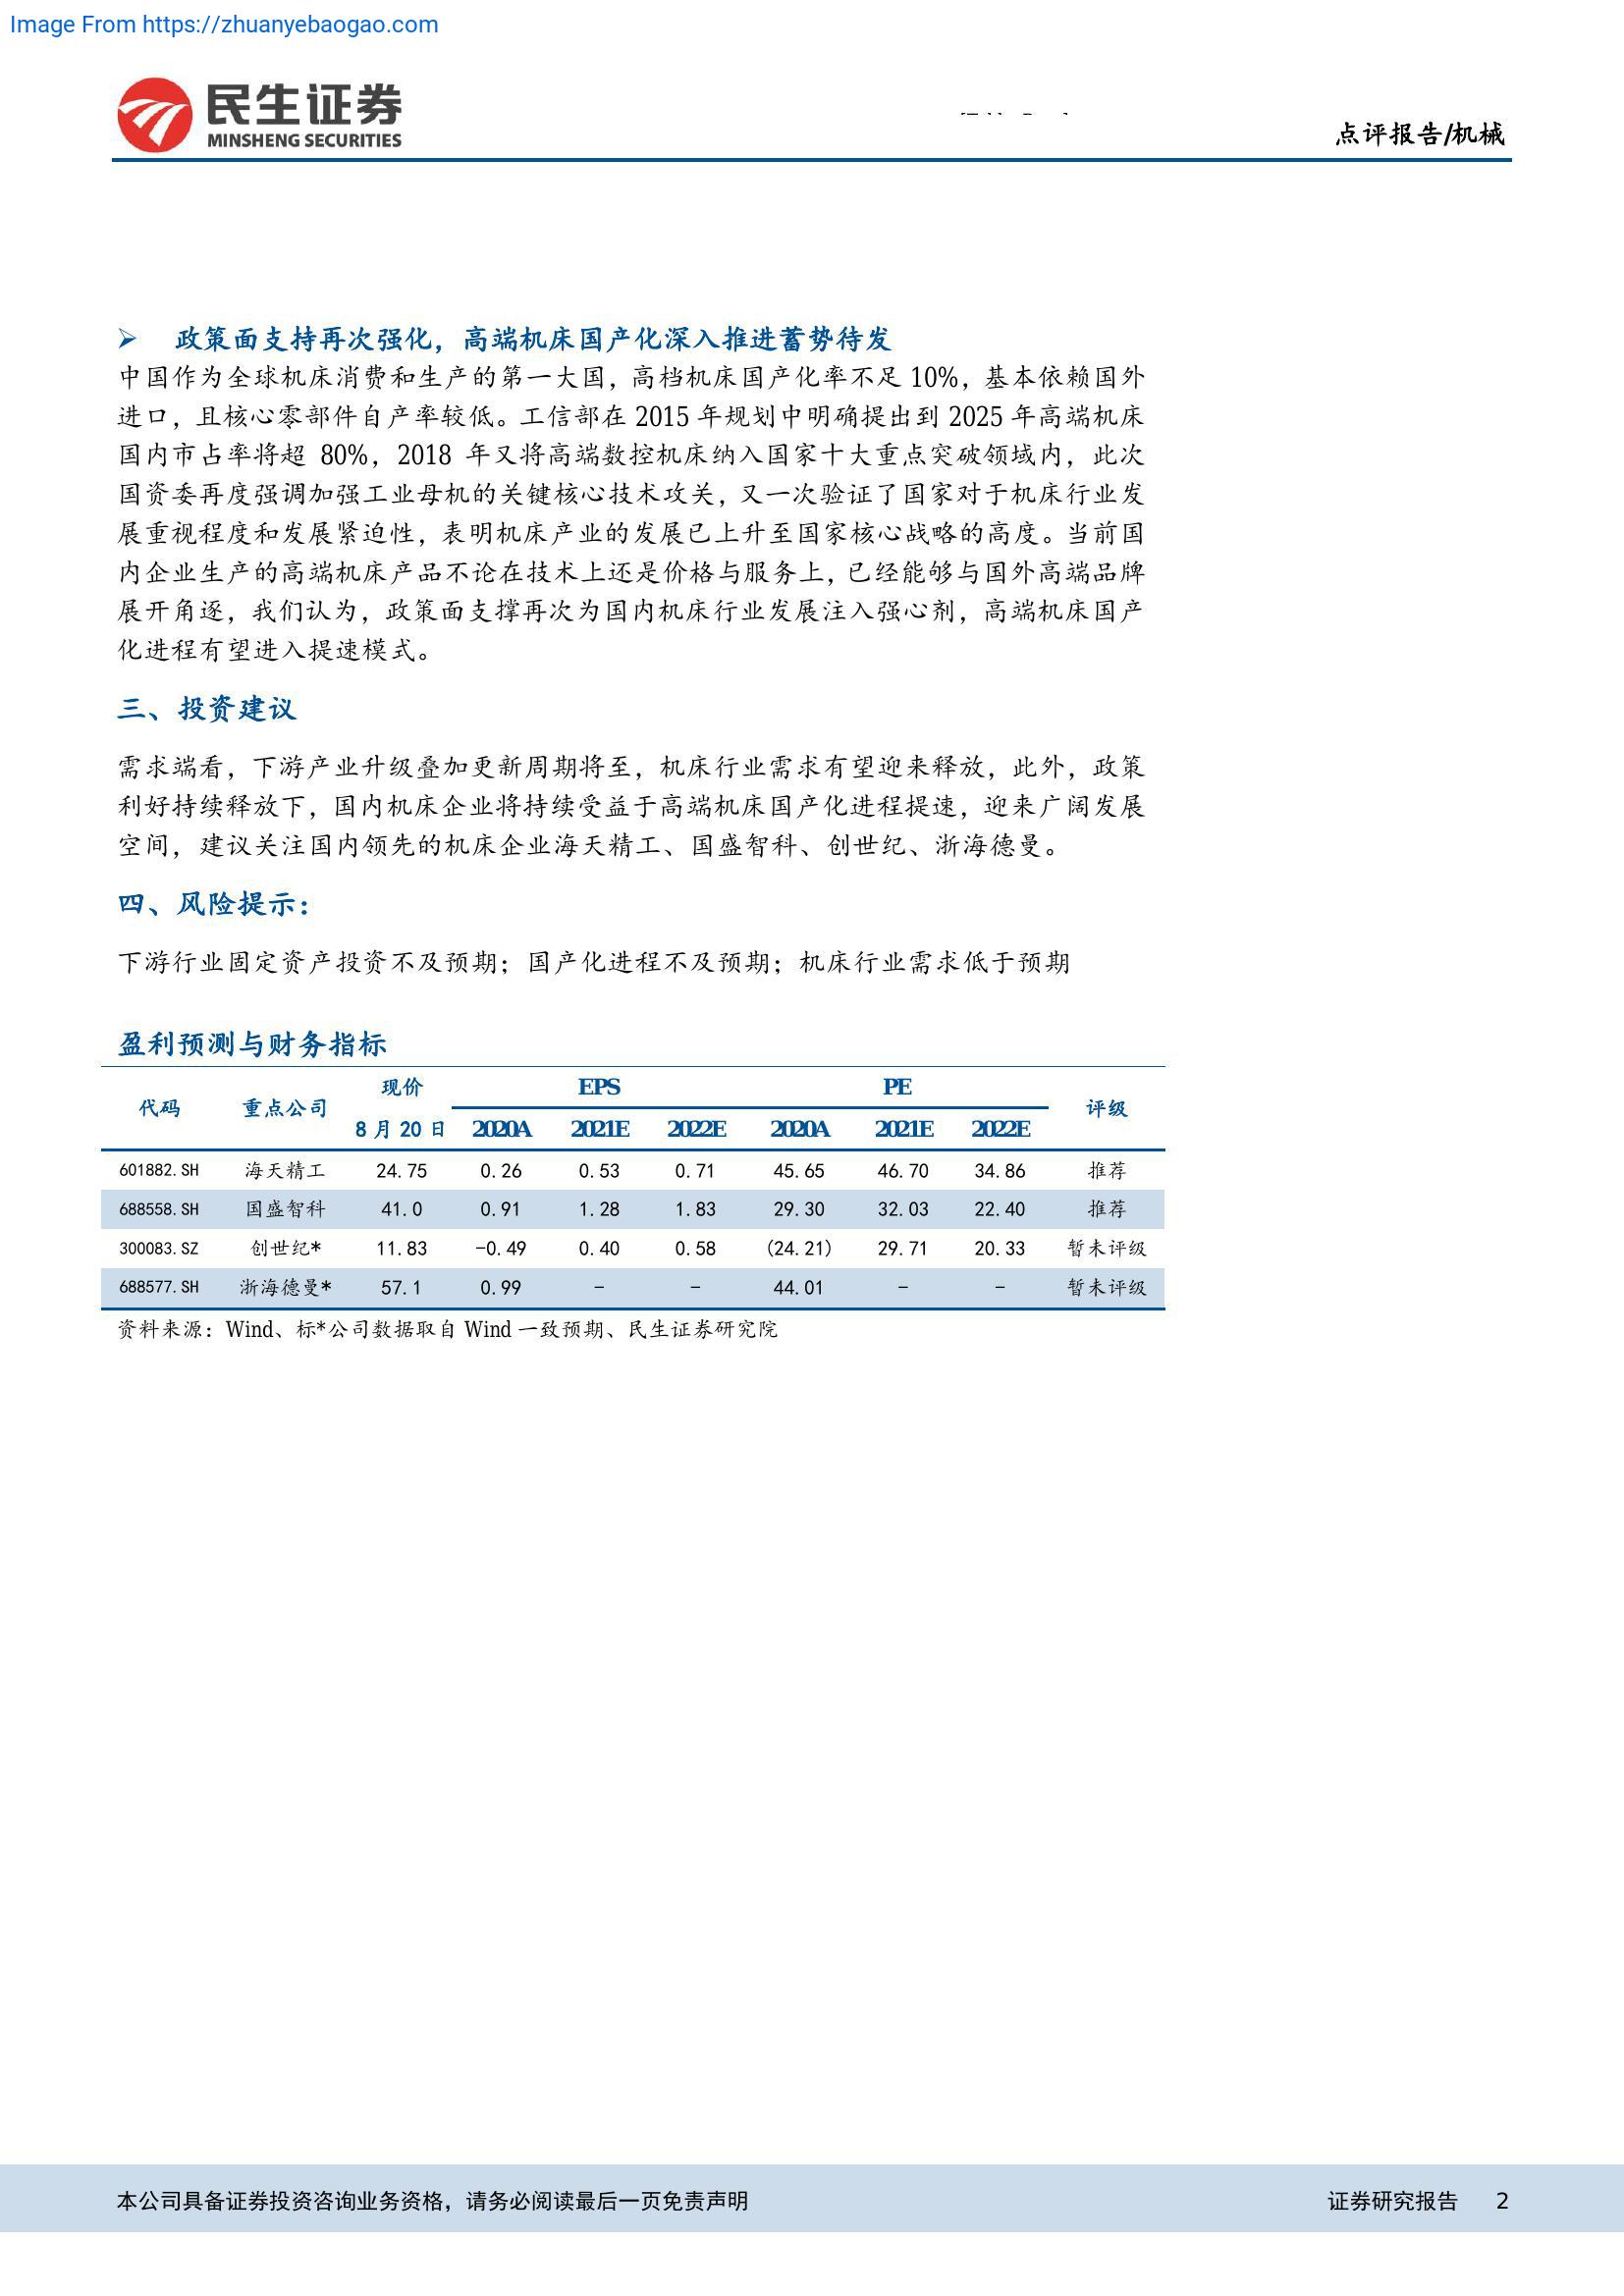 Image From https://zhuanyebaogao.com
民生证券
MINSHENG SECURITIES
点评报告/机械
➢ 政策面支持再次强化，高端机床国产化深入推进蓄势待发
中国作为全球机床消费和生产的第一大国，高档机床国产化率不足 10%，基本依赖国外
进口，且核心零部件自产率较低。工信部在 2015 年规划中明确提出到 2025 年高端机床
国内市占率将超 80%，2018 年又将高端数控机床纳入国家十大重点突破领域内，此次
国资委再度强调加强工业母机的关键核心技术攻关，又一次验证了国家对于机床行业发
展重视程度和发展紧迫性，表明机床产业的发展已上升至国家核心战略的高度。当前国
内企业生产的高端机床产品不论在技术上还是价格与服务上，已经能够与国外高端品牌
展开角逐，我们认为，政策面支撑再次为国内机床行业发展注入强心剂，高端机床国产
化进程有望进入提速模式。
三、投资建议
需求端看，下游产业升级叠加更新周期将至，机床行业需求有望迎来释放，此外，政策
利好持续释放下，国内机床企业将持续受益于高端机床国产化进程提速，迎来广阔发展
空间，建议关注国内领先的机床企业海天精工、国盛智科、创世纪、浙海德曼。
四、风险提示：
下游行业固定资产投资不及预期；国产化进程不及预期；机床行业需求低于预期
盈利预测与财务指标
代码 重点公司 现价 EPS PE 评级
8 月 20 日 2020A 2021E 2022E 2020A 2021E 2022E
601882.SH 海天精工 24.75 0.26 0.53 0.71 45.65 46.70 34.86 推荐
688558.SH 国盛智科 41.0 0.91 1.28 1.83 29.30 32.03 22.40 推荐
300083.SZ 创世纪* 11.83 -0.49 0.40 0.58 (24.21) 29.71 20.33 暂未评级
688577.SH 浙海德曼* 57.1 0.99 - - 44.01 - - 暂未评级
资料来源：Wind、标*公司数据取自 Wind 一致预期、民生证券研究院
本公司具备证券投资咨询业务资格，请务必阅读最后一页免责声明 证券研究报告 2